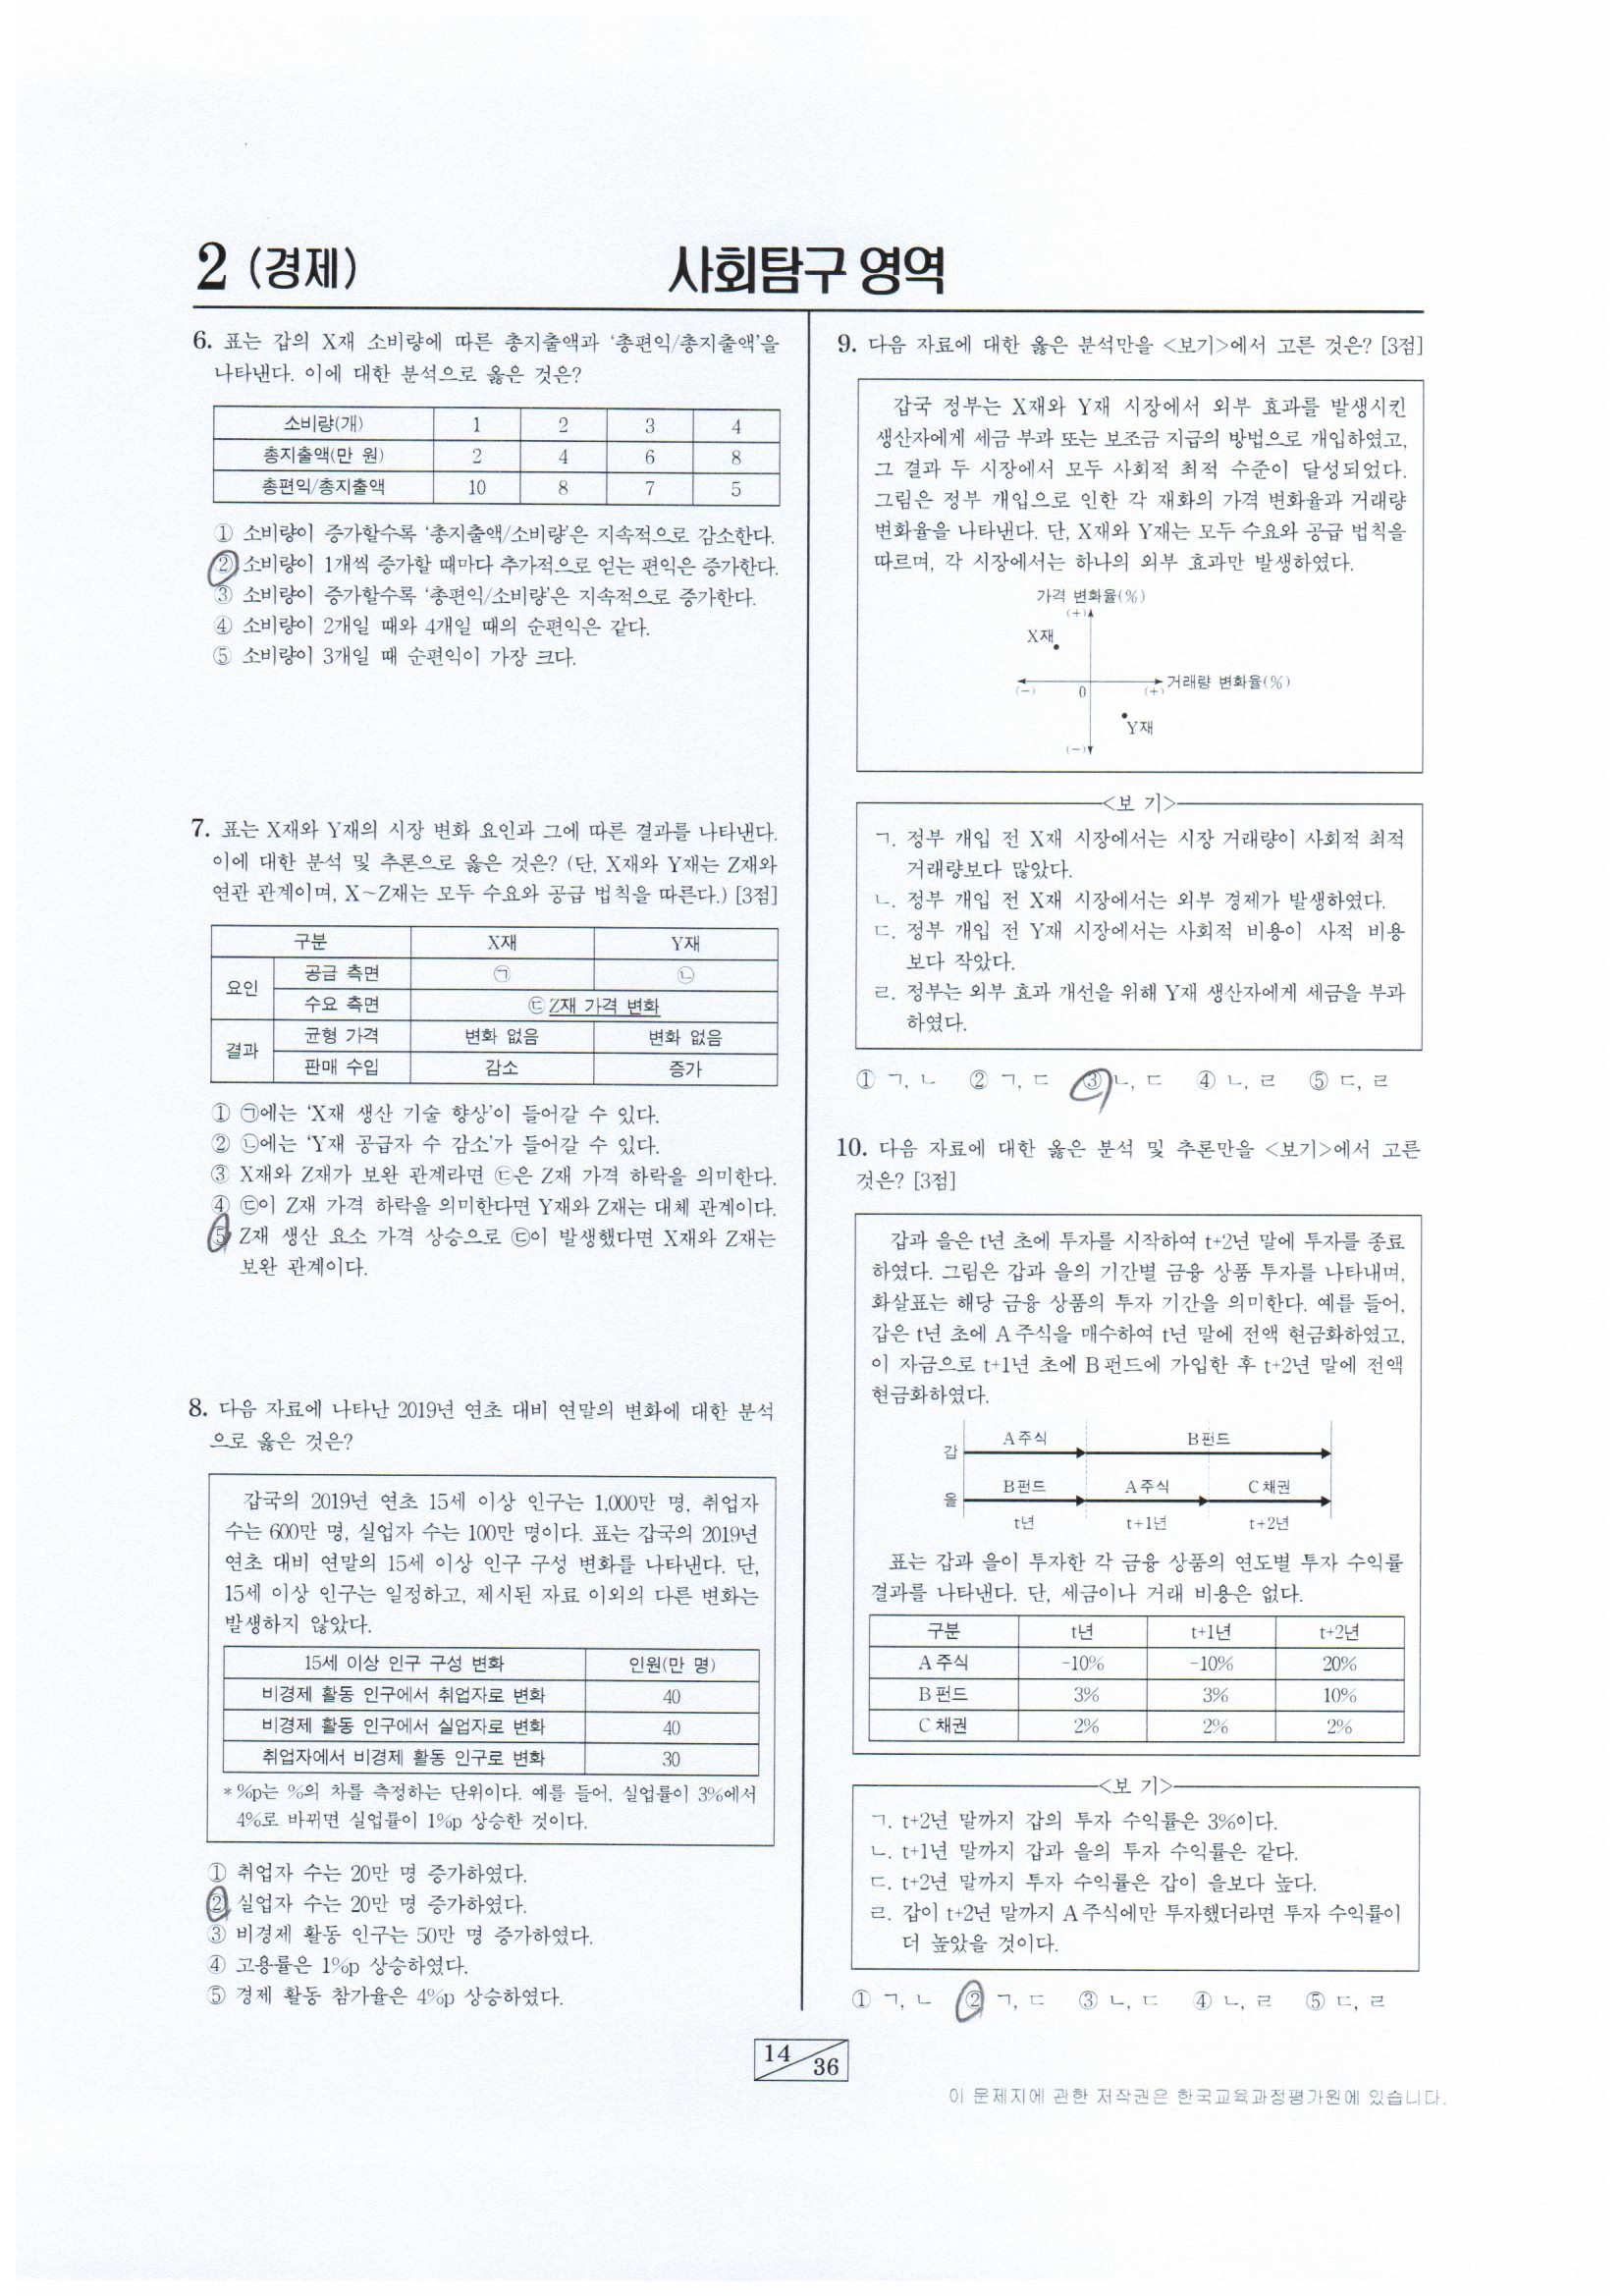 2 (경제)
사회탐구 영역
6. 표는 갑의 X재 소비량에 따른 총지출액과 '총편익/총지출액'을
나타낸다. 이에 대한 분석으로 옳은 것은?
소비량(개) 1 2 3 4
총지출액(만 원) 2 4 6 8
총편익/총지출액 10 8 7 5
① 소비량이 증가할수록 '총지출액/소비량'은 지속적으로 감소한다.
② 소비량이 1개씩 증가할 때마다 추가적으로 얻는 편익은 증가한다.
③ 소비량이 증가할수록 '총편익/소비량'은 지속적으로 증가한다.
④ 소비량이 2개일 때와 4개일 때의 순편익은 같다.
⑤ 소비량이 3개일 때 순편익이 가장 크다.
7. 표는 X재와 Y재의 시장 변화 요인과 그에 따른 결과를 나타낸다.
이에 대한 분석 및 추론으로 옳은 것은? (단, X재와 Y재는 Z재와
연관 관계이며, X~Z재는 모두 수요와 공급 법칙을 따른다.) [3점]
구분 X재 Y재
요인 공급 측면 ㉠ ㉡
수요 측면 ㉢ Z재 가격 변화
결과 균형 가격 변화 없음 변화 없음
판매 수입 감소 증가
① ㉠에는 'X재 생산 기술 향상'이 들어갈 수 있다.
② ㉡에는 'Y재 공급자 수 감소'가 들어갈 수 있다.
③ X재와 Z재가 보완 관계라면 ㉢은 Z재 가격 하락을 의미한다.
④ ㉢이 Z재 가격 하락을 의미한다면 Y재와 Z재는 대체 관계이다.
⑤ Z재 생산 요소 가격 상승으로 ㉢이 발생했다면 X재와 Z재는
보완 관계이다.
8. 다음 자료에 나타난 2019년 연초 대비 연말의 변화에 대한 분석
으로 옳은 것은?
갑국의 2019년 연초 15세 이상 인구는 1,000만 명, 취업자
수는 600만 명, 실업자 수는 100만 명이다. 표는 갑국의 2019년
연초 대비 연말의 15세 이상 인구 구성 변화를 나타낸다. 단,
15세 이상 인구는 일정하고, 제시된 자료 이외의 다른 변화는
발생하지 않았다.
15세 이상 인구 구성 변화 인원(만 명)
비경제 활동 인구에서 취업자로 변화 40
비경제 활동 인구에서 실업자로 변화 40
취업자에서 비경제 활동 인구로 변화 30
* %p는 %의 차를 측정하는 단위이다. 예를 들어, 실업률이 3%에서
4%로 바뀌면 실업률이 1%p 상승한 것이다.
① 취업자 수는 20만 명 증가하였다.
② 실업자 수는 20만 명 증가하였다.
③ 비경제 활동 인구는 50만 명 증가하였다.
④ 고용률은 1%p 상승하였다.
⑤ 경제 활동 참가율은 4%p 상승하였다.
9. 다음 자료에 대한 옳은 분석만을 <보기>에서 고른 것은? [3점]
갑국 정부는 X재와 Y재 시장에서 외부 효과를 발생시킨
생산자에게 세금 부과 또는 보조금 지급의 방법으로 개입하였고,
그 결과 두 시장에서 모두 사회적 최적 수준이 달성되었다.
그림은 정부 개입으로 인한 각 재화의 가격 변화율과 거래량
변화율을 나타낸다. 단, X재와 Y재는 모두 수요와 공급 법칙을
따르며, 각 시장에서는 하나의 외부 효과만 발생하였다.
가격 변화율(%)
(+)
X재
거래량 변화율(%)
(-) 0 (+)
Y재
(-)
<보 기>
ㄱ. 정부 개입 전 X재 시장에서는 시장 거래량이 사회적 최적
거래량보다 많았다.
ㄴ. 정부 개입 전 X재 시장에서는 외부 경제가 발생하였다.
ㄷ. 정부 개입 전 Y재 시장에서는 사회적 비용이 사적 비용
보다 작았다.
ㄹ. 정부는 외부 효과 개선을 위해 Y재 생산자에게 세금을 부과
하였다.
① ㄱ, ㄴ ② ㄱ, ㄷ ③ ㄴ, ㄷ ④ ㄴ, ㄹ ⑤ ㄷ, ㄹ
10. 다음 자료에 대한 옳은 분석 및 추론만을 <보기>에서 고른
것은? [3점]
갑과 을은 t년 초에 투자를 시작하여 t+2년 말에 투자를 종료
하였다. 그림은 갑과 을의 기간별 금융 상품 투자를 나타내며,
화살표는 해당 금융 상품의 투자 기간을 의미한다. 예를 들어,
갑은 t년 초에 A주식을 매수하여 t년 말에 전액 현금화하였고,
이 자금으로 t+1년 초에 B펀드에 가입한 후 t+2년 말에 전액
현금화하였다.
갑 A주식 B펀드
을 B펀드 A주식 C채권
t년 t+1년 t+2년
표는 갑과 을이 투자한 각 금융 상품의 연도별 투자 수익률
결과를 나타낸다. 단, 세금이나 거래 비용은 없다.
구분 t년 t+1년 t+2년
A주식 -10% -10% 20%
B펀드 3% 3% 10%
C채권 2% 2% 2%
<보 기>
ㄱ. t+2년 말까지 갑의 투자 수익률은 3%이다.
ㄴ. t+1년 말까지 갑과 을의 투자 수익률은 같다.
ㄷ. t+2년 말까지 투자 수익률은 갑이 을보다 높다.
ㄹ. 갑이 t+2년 말까지 A주식에만 투자했더라면 투자 수익률이
더 높았을 것이다.
① ㄱ, ㄴ ② ㄱ, ㄷ ③ ㄴ, ㄷ ④ ㄴ, ㄹ ⑤ ㄷ, ㄹ
14 36
이 문제지에 관한 저작권은 한국교육과정평가원에 있습니다.